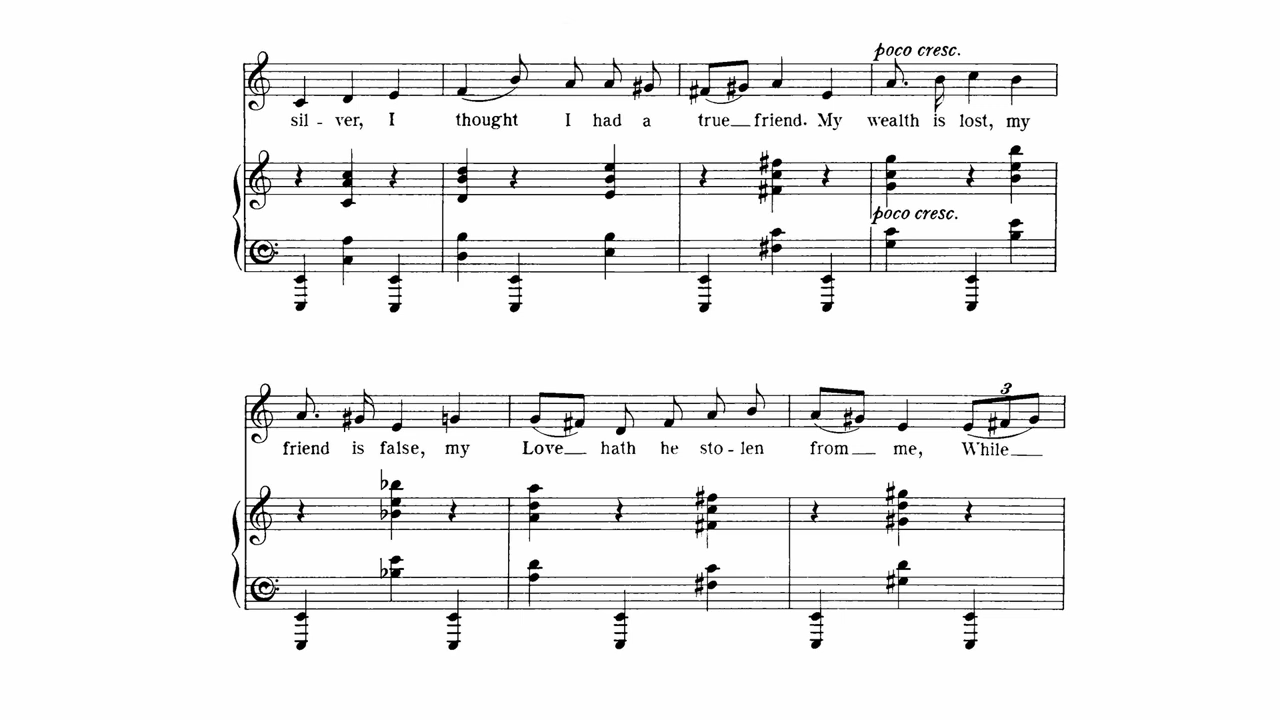 poco cresc.
sil - ver, I thought I had a true friend. My wealth is lost, my
poco cresc.
3
friend is false, my Love hath he sto - len from me, While